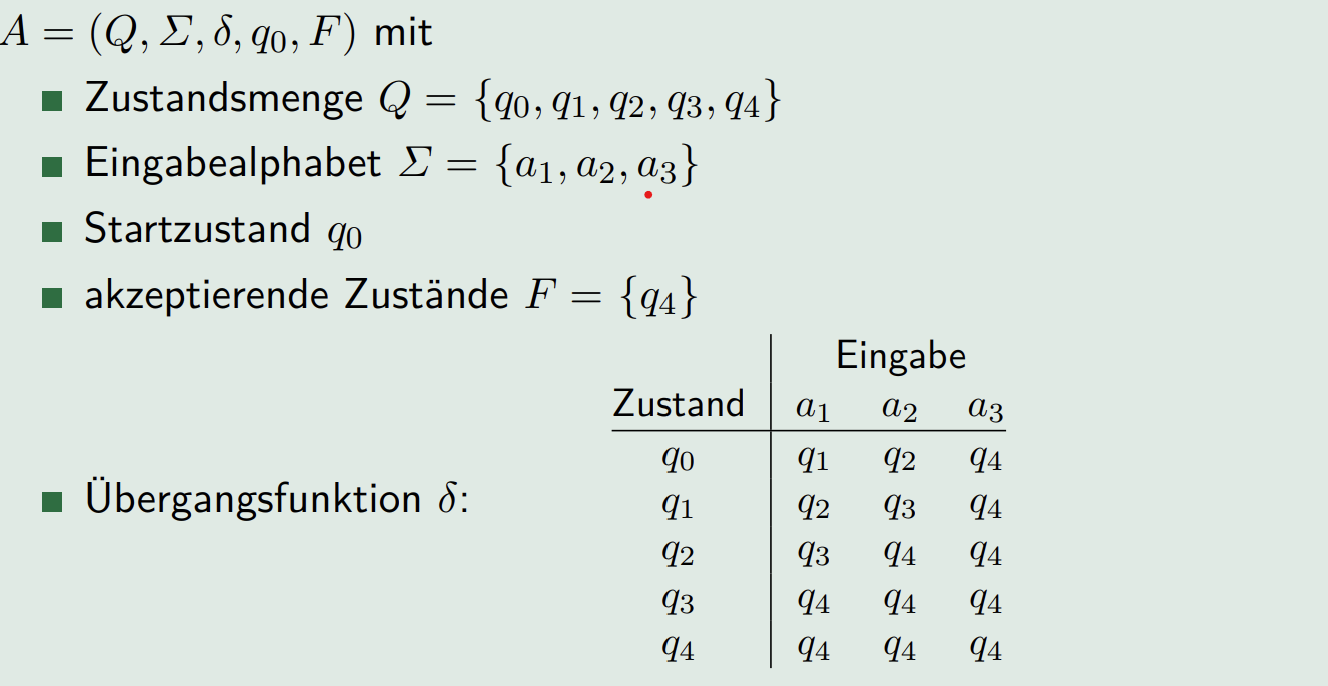 A = (Q, Σ, δ, q₀, F) mit
■ Zustandsmenge Q = {q₀, q₁, q₂, q₃, q₄}
■ Eingabealphabet Σ = {a₁, a₂, a₃}
■ Startzustand q₀
■ akzeptierende Zustände F = {q₄}
■ Übergangsfunktion δ:
Eingabe
Zustand a₁ a₂ a₃
q₀ q₁ q₂ q₄
q₁ q₂ q₃ q₄
q₂ q₃ q₄ q₄
q₃ q₄ q₄ q₄
q₄ q₄ q₄ q₄